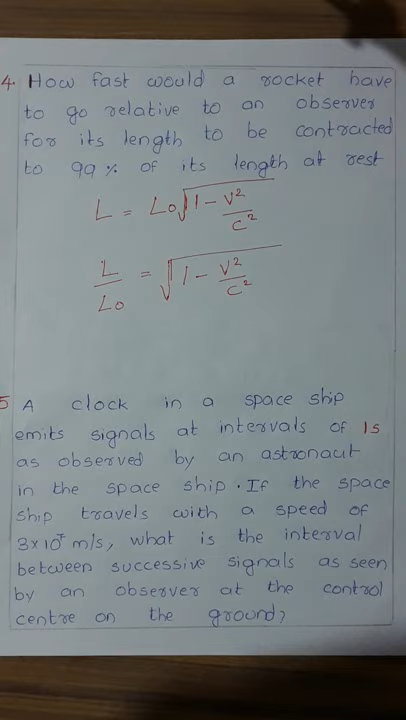 4. How fast would a rocket have
to go relative to an observer
for its length to be contracted
to 99 % of its length at rest
L = L₀√(1 - V²/C²)
L/L₀ = √(1 - V²/C²)
5 A clock in a space ship
emits signals at intervals of 1s
as observed by an astronaut
in the space ship. If the space
ship travels with a speed of
3×10⁷ m/s, what is the interval
between successive signals as seen
by an observer at the control
centre on the ground?